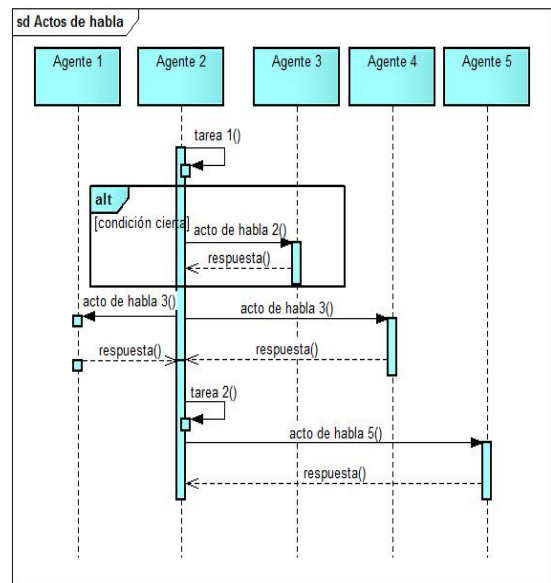 sd Actos de habla
Agente 1
Agente 2
Agente 3
Agente 4
Agente 5
tarea 1()
alt
[condición cierta]
acto de habla 2()
respuesta()
acto de habla 3()
acto de habla 3()
respuesta()
respuesta()
tarea 2()
acto de habla 5()
respuesta()